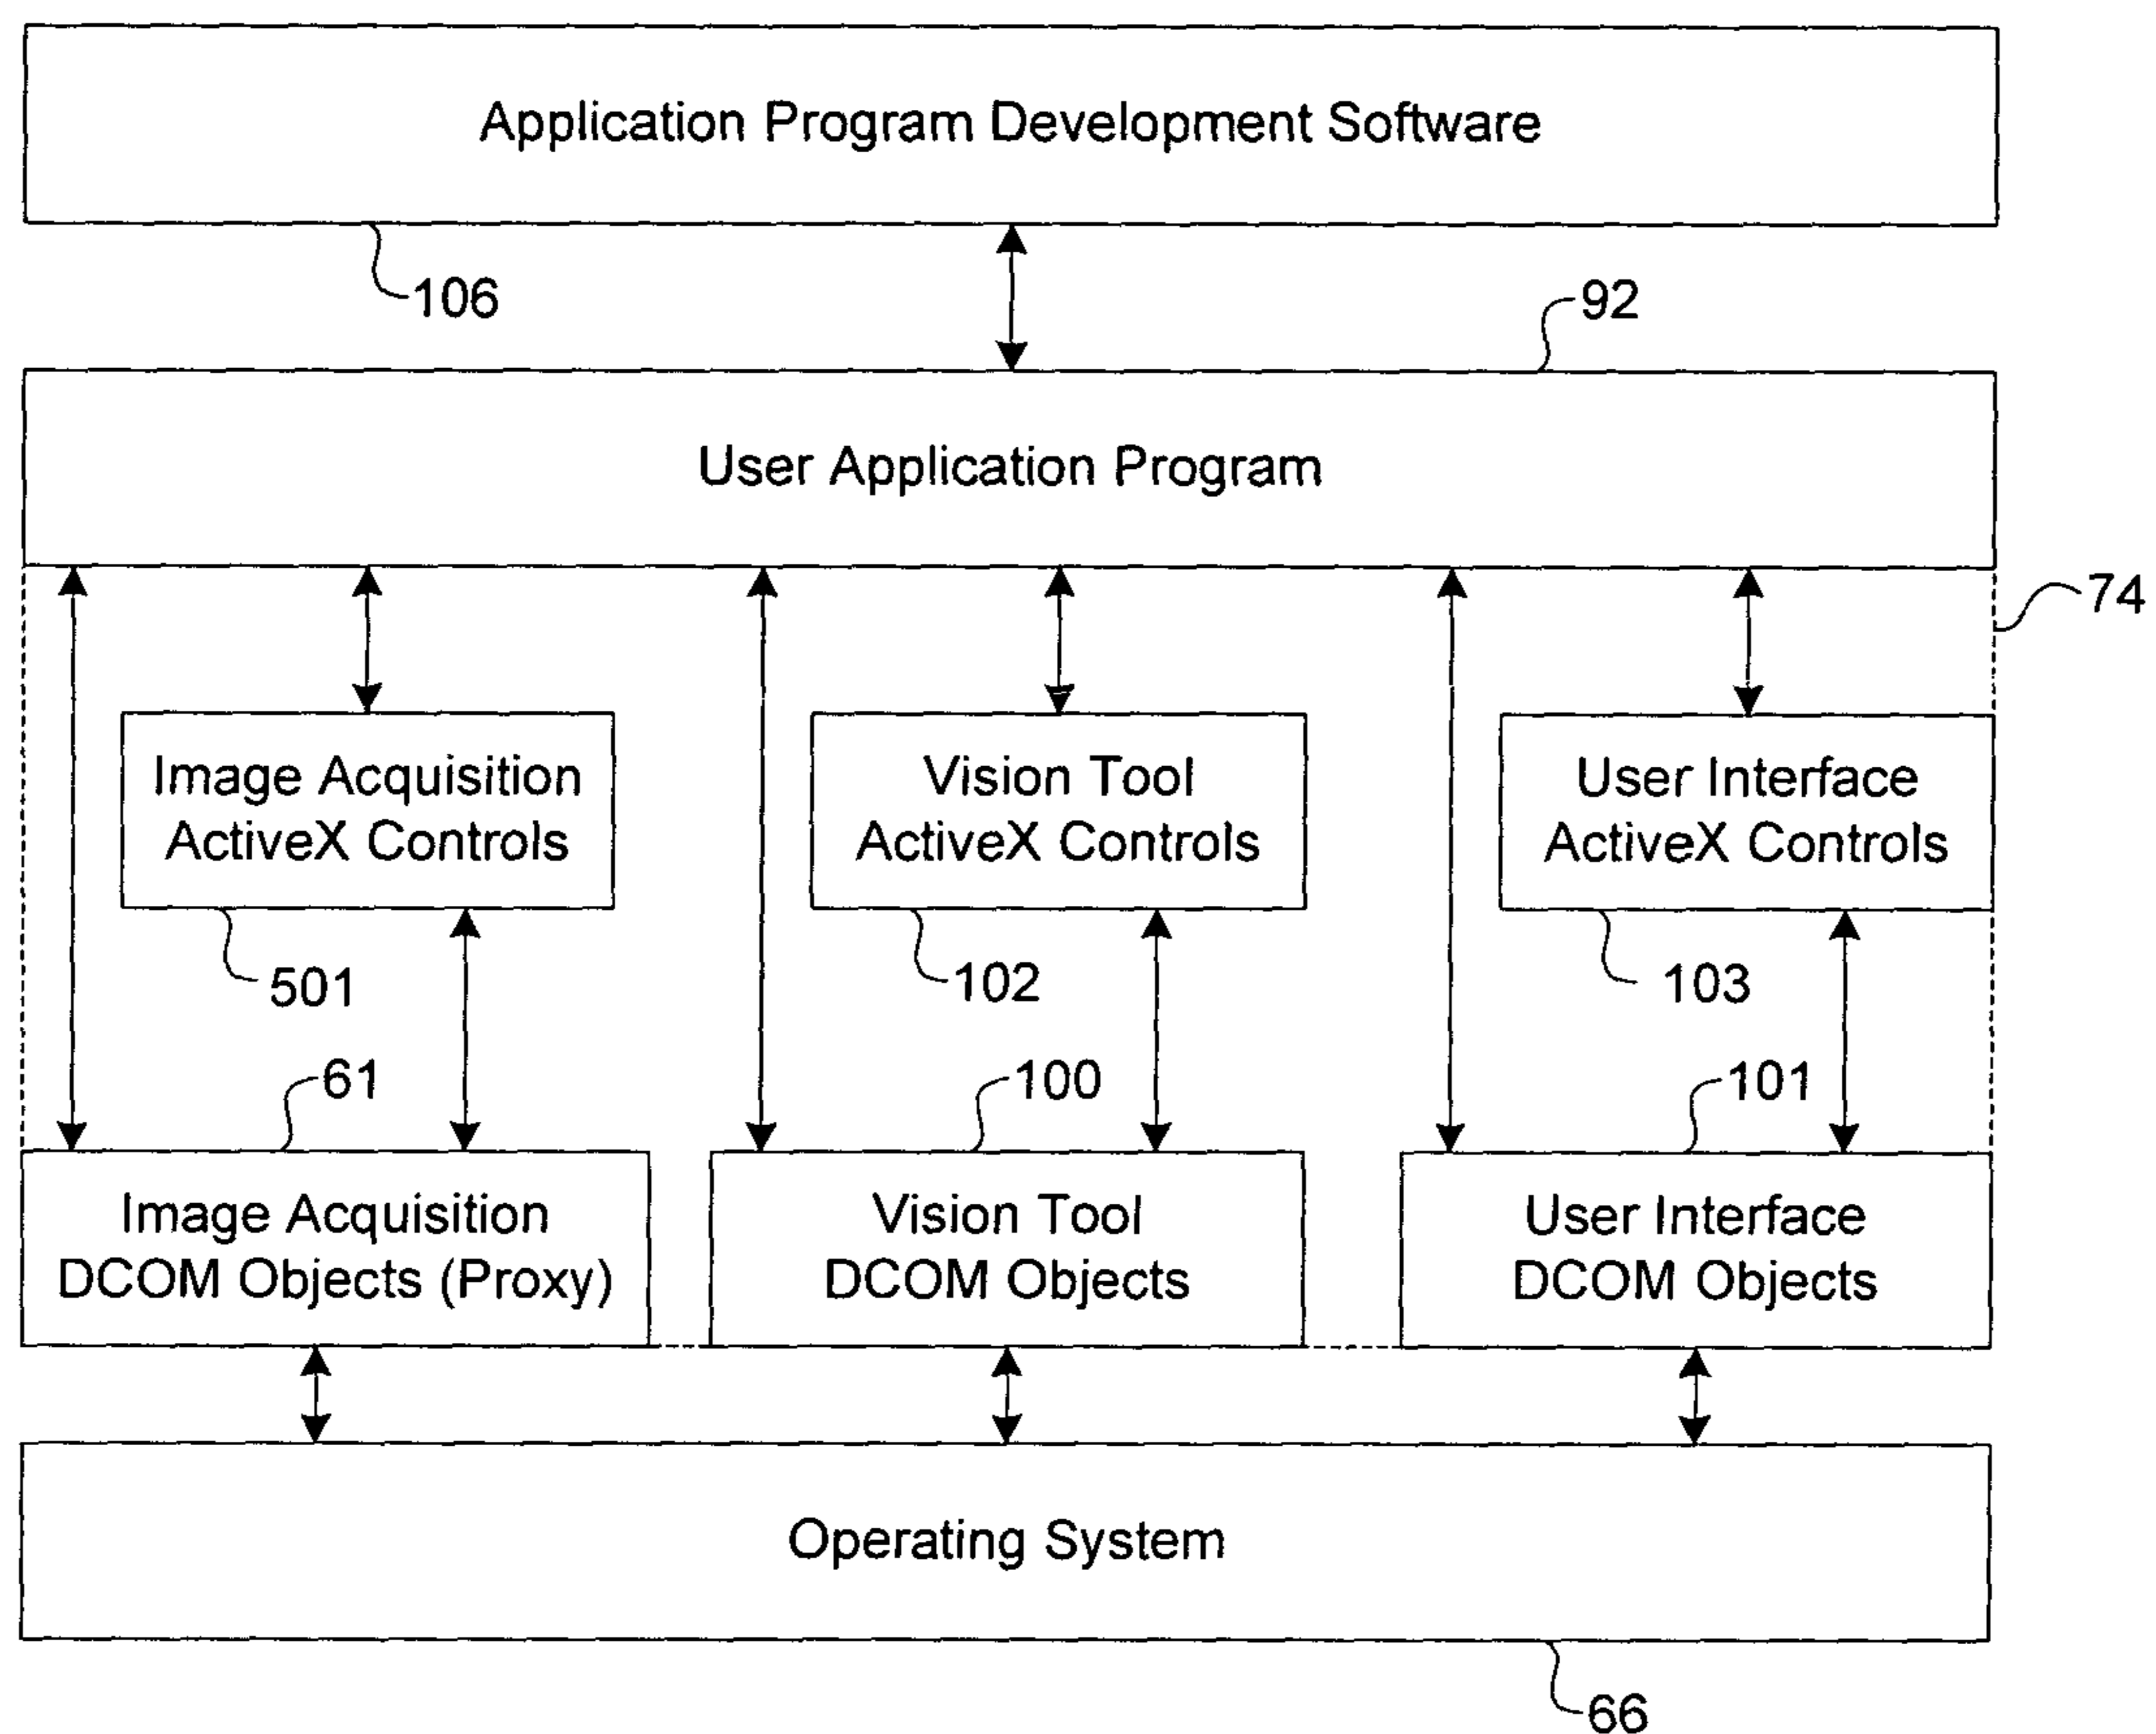 Application Program Development Software
106
92
User Application Program
74
Image Acquisition
ActiveX Controls
Vision Tool
ActiveX Controls
User Interface
ActiveX Controls
501
102
103
61
100
101
Image Acquisition
DCOM Objects (Proxy)
Vision Tool
DCOM Objects
User Interface
DCOM Objects
Operating System
66